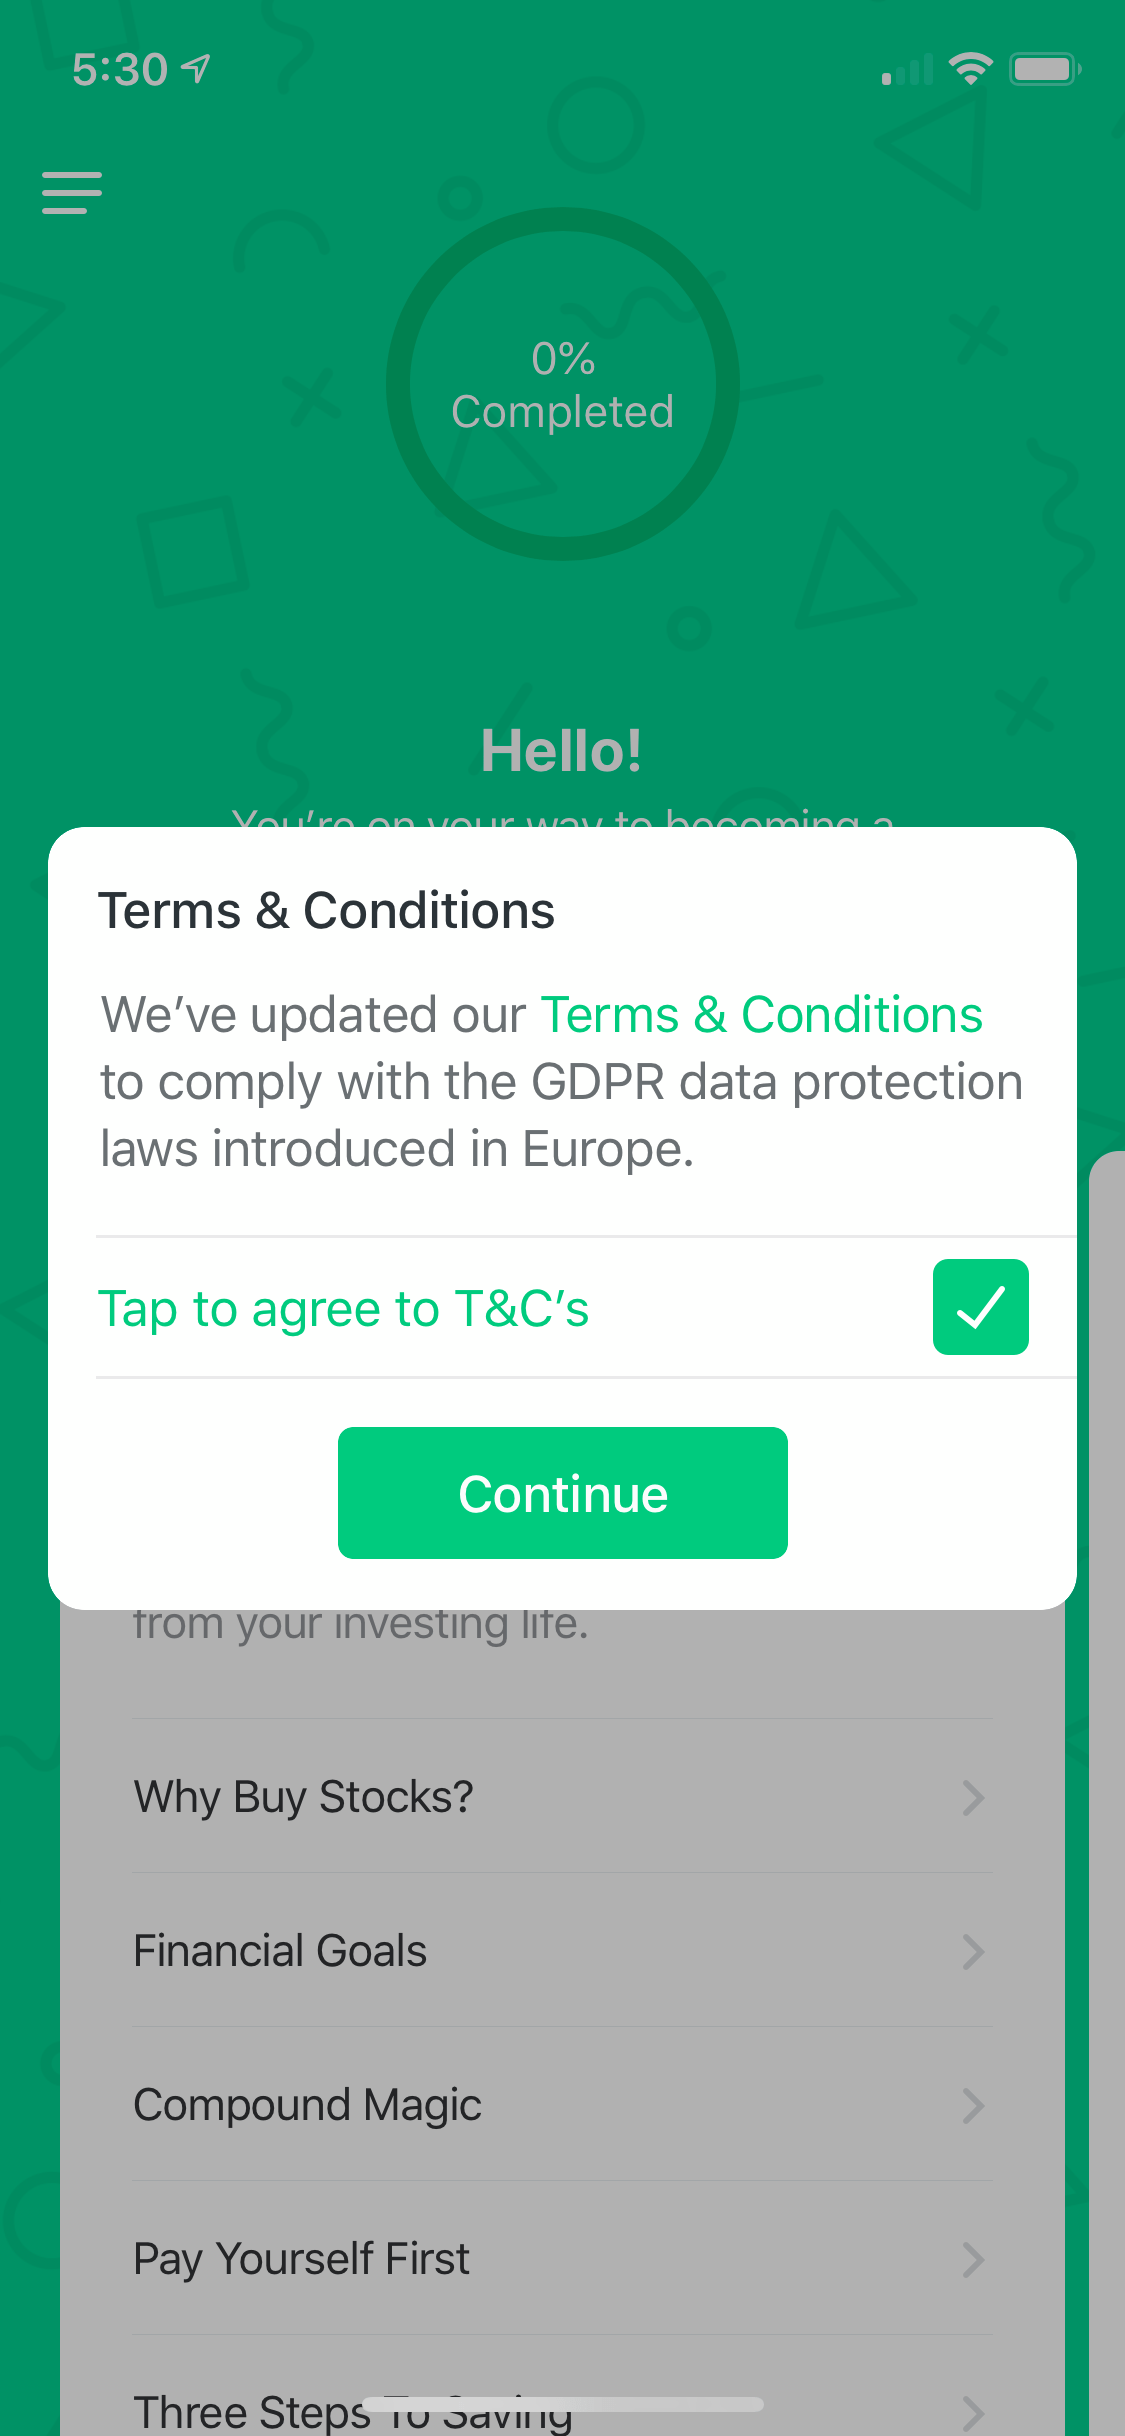 5:30
0%
Completed
Hello!
You’re on your way to becoming a
Terms & Conditions
We’ve updated our Terms & Conditions
to comply with the GDPR data protection
laws introduced in Europe.
Tap to agree to T&C’s
Continue
from your investing life.
Why Buy Stocks?
Financial Goals
Compound Magic
Pay Yourself First
Three Steps To Saving